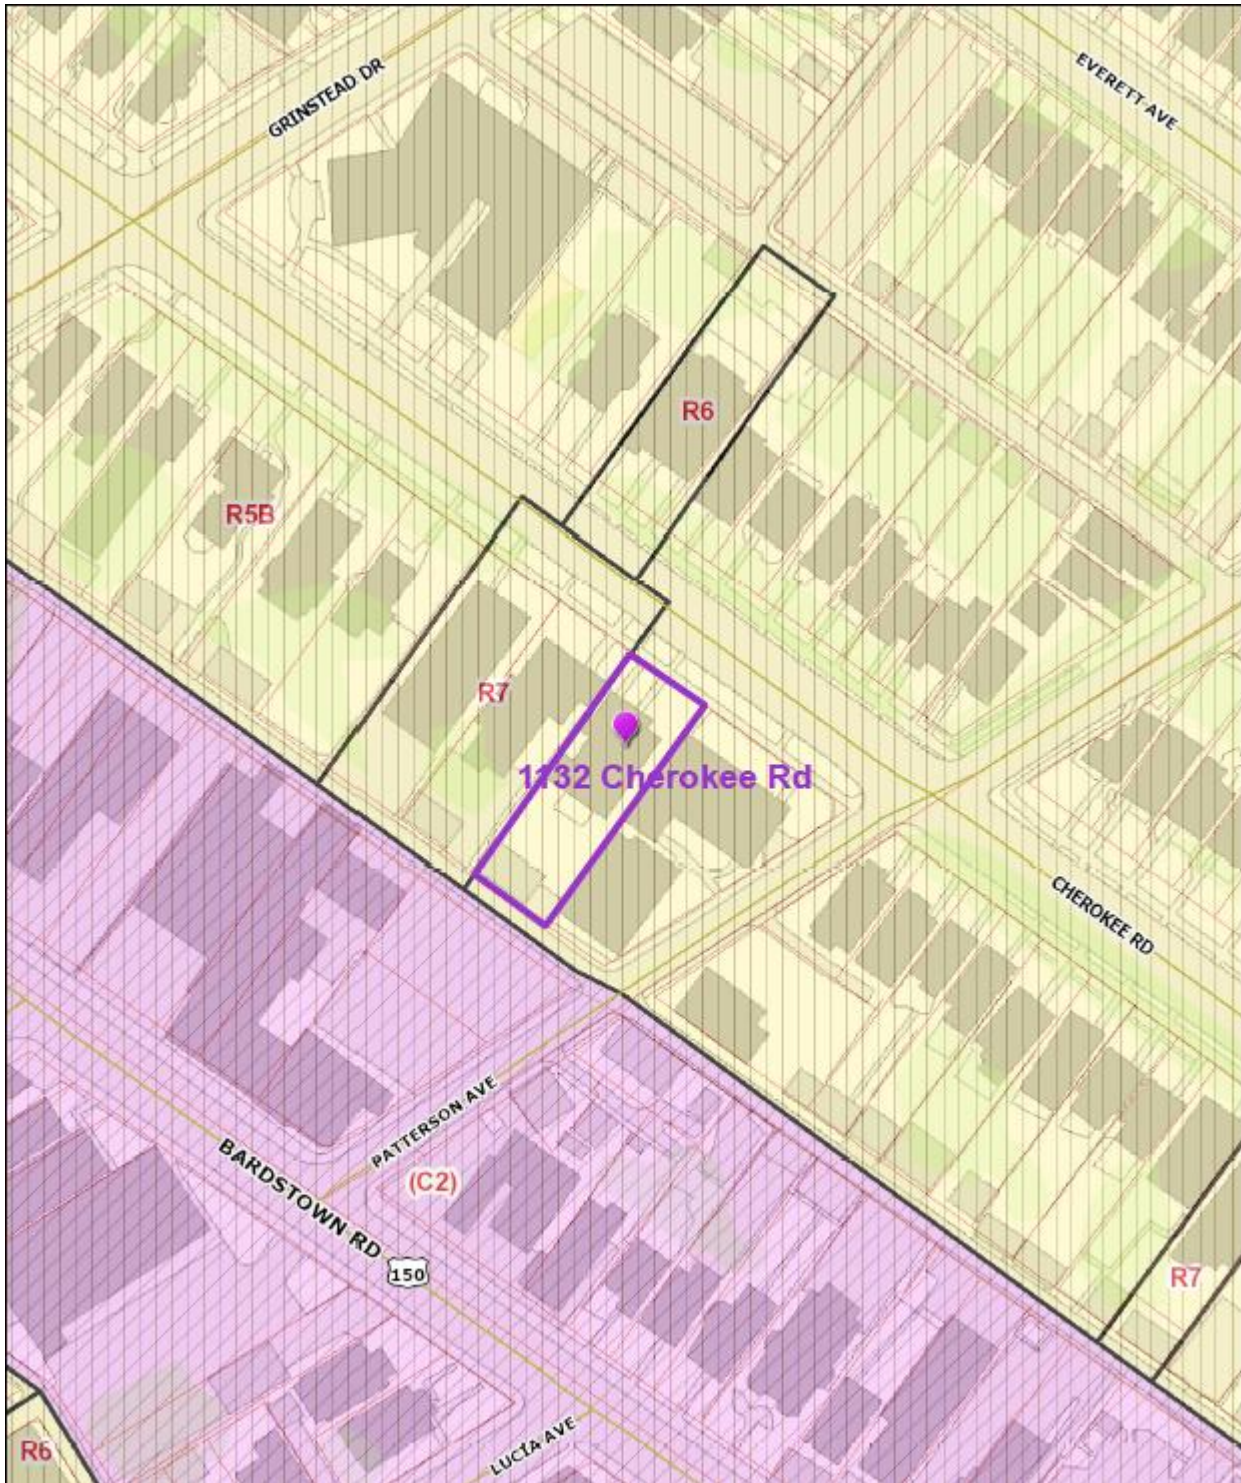 EVERETT AVE
GRINSTEAD DR
R6
R5B
R7
1132 Cherokee Rd
CHEROKEE RD
PATTERSON AVE
BARDSTOWN RD
(C2)
150
R7
LUCIA AVE
R6